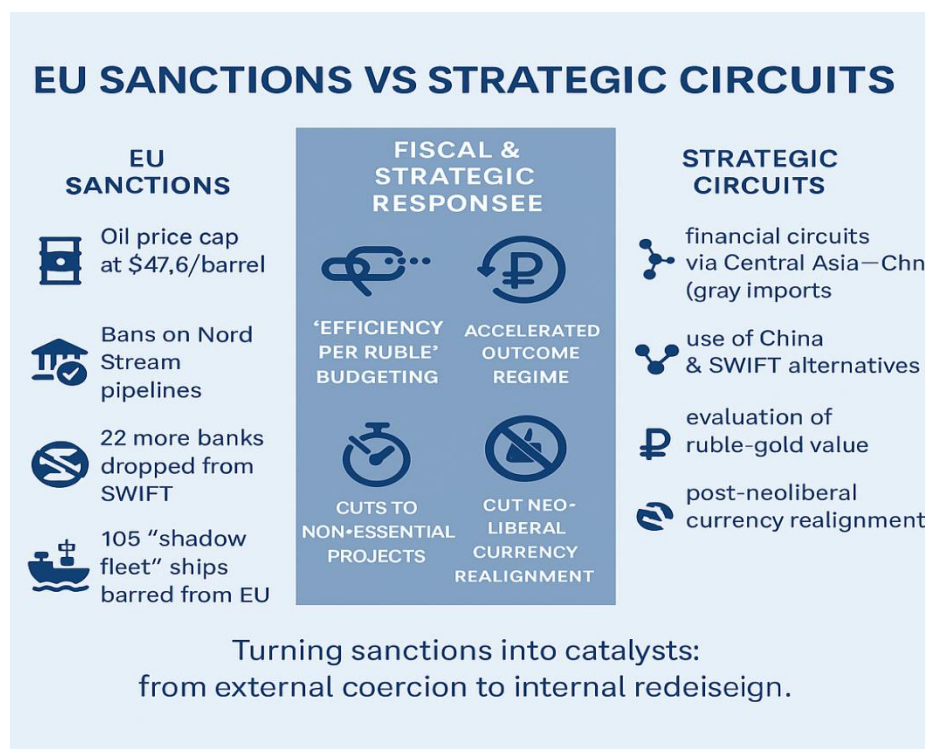 EU SANCTIONS VS STRATEGIC CIRCUITS
EU
SANCTIONS
Oil price cap
at $47,6/barrel
Bans on Nord
Stream
pipelines
22 more banks
dropped from
SWIFT
105 “shadow
fleet” ships
barred from EU
FISCAL &
STRATEGIC
RESPONSEE
‘EFFICIENCY
PER RUBLE’
BUDGETING
ACCELERATED
OUTCOME
REGIME
CUTS TO
NON•ESSENTIAL
PROJECTS
CUT NEO-
LIBERAL
CURRENCY
REALIGNMENT
STRATEGIC
CIRCUITS
financial circuits
via Central Asia—Chn
(gray imports
use of China
& SWIFT alternatives
evaluation of
ruble-gold value
post-neoliberal
currency realignment
Turning sanctions into catalysts:
from external coercion to internal redeiseign.